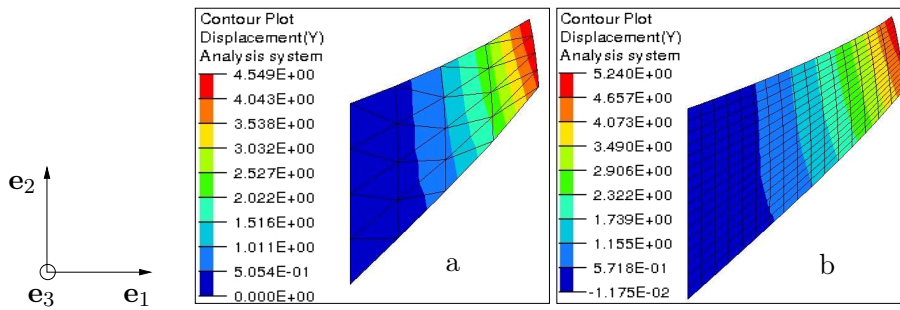 e2
e3
e1
Contour Plot
Displacement(Y)
Analysis system
4.549E+00
4.043E+00
3.538E+00
3.032E+00
2.527E+00
2.022E+00
1.516E+00
1.011E+00
5.054E-01
0.000E+00
a
Contour Plot
Displacement(Y)
Analysis system
5.240E+00
4.657E+00
4.073E+00
3.490E+00
2.906E+00
2.322E+00
1.739E+00
1.155E+00
5.718E-01
-1.175E-02
b